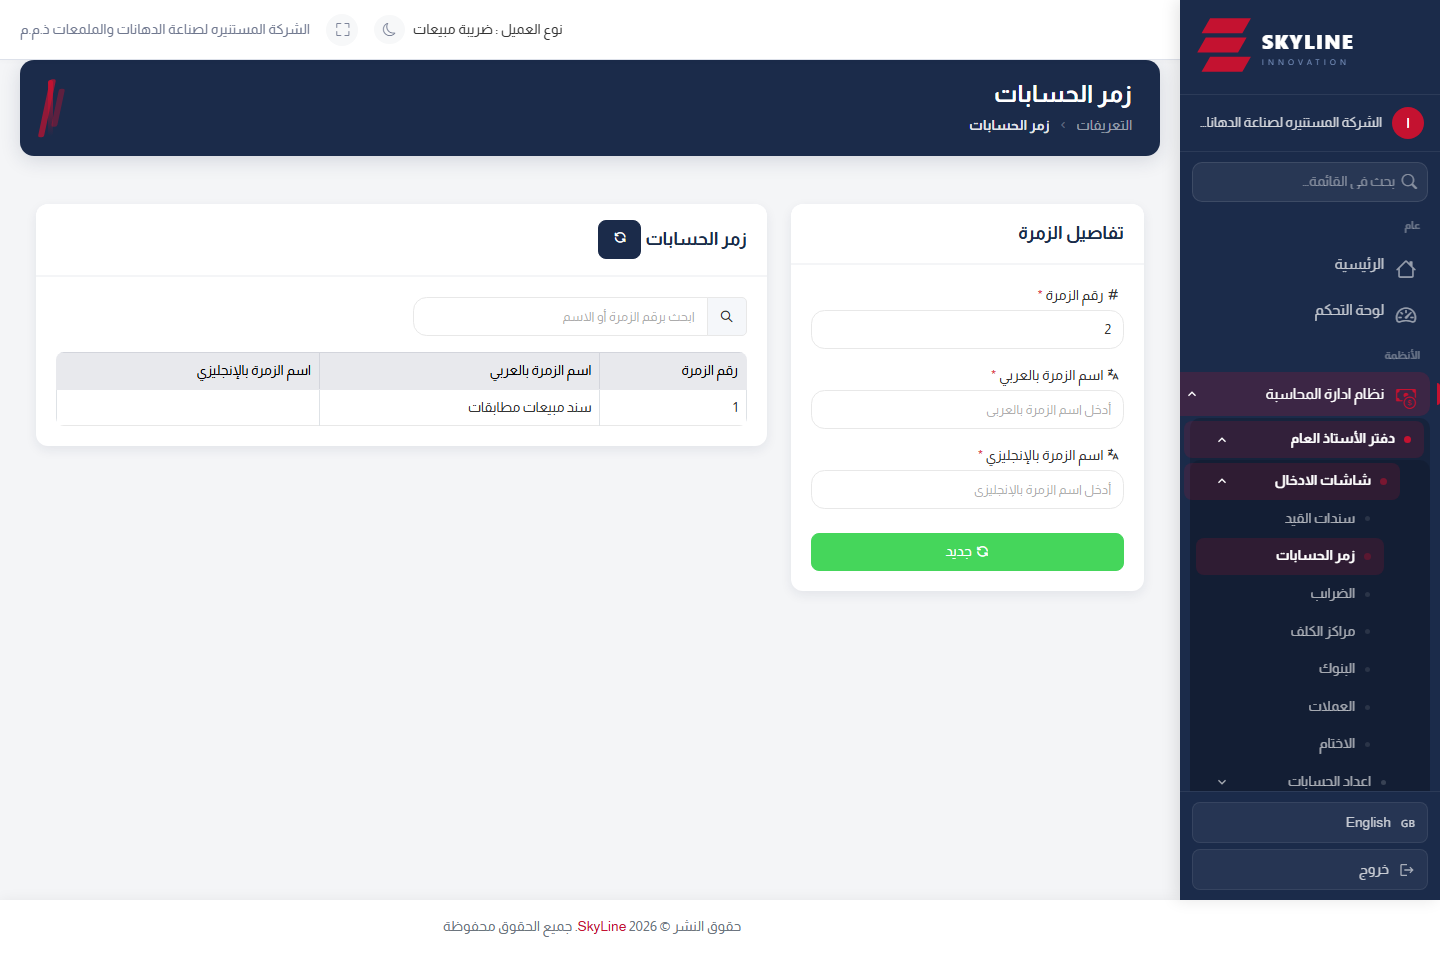 SKYLINE
INNOVATION
الشركة المستنيره لصناعة الدهانا...
ا
بحث في القائمة...
عام
الرئيسية
لوحة التحكم
الأنظمة
نظام ادارة المحاسبة
دفتر الأستاذ العام
شاشات الادخال
سندات القيد
زمر الحسابات
الضرائب
مراكز الكلف
البنوك
العملات
الاختام
اعداد الحسابات
GB English
خروج
نوع العميل : ضريبة مبيعات
الشركة المستنيره لصناعة الدهانات والملمعات ذ.م.م
زمر الحسابات
التعريفات › زمر الحسابات
تفاصيل الزمرة
# رقم الزمرة *
2
اسم الزمرة بالعربي *
أدخل اسم الزمرة بالعربي
اسم الزمرة بالإنجليزي *
أدخل اسم الزمرة بالإنجليزي
جديد
زمر الحسابات
ابحث برقم الزمرة أو الاسم
رقم الزمرة اسم الزمرة بالعربي اسم الزمرة بالإنجليزي
1 سند مبيعات مطابقات
حقوق النشر © 2026 SkyLine. جميع الحقوق محفوظة